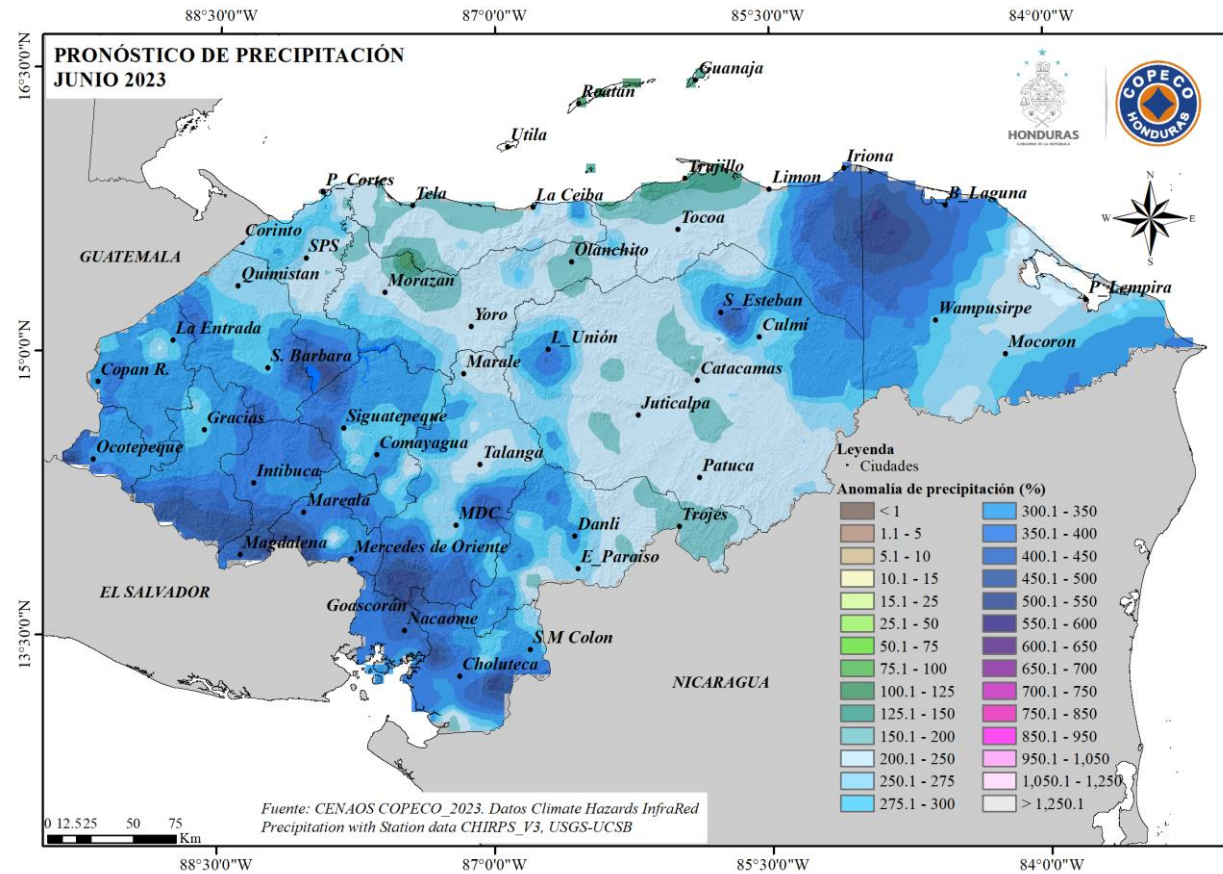 88°30'0"W 87°0'0"W 85°30'0"W 84°0'0"W
PRONÓSTICO DE PRECIPITACIÓN
JUNIO 2023
16°30'0"N
15°0'0"N
13°30'0"N
HONDURAS
GOBIERNO DE LA REPÚBLICA
COPECO
HONDURAS
N
W E
S
Guanaja
Roatan
Utila
Iriona
Trujillo
Limon
P_Cortes
Tela
La Ceiba
B_Laguna
Tocoa
Corinto
SPS
GUATEMALA
Olanchito
Quimistan
Morazan
P_Lempira
S_Esteban
Wampusirpe
La Entrada
Yoro
Culmí
L_Unión
Mocoron
S. Barbara
Marale
Copan R.
Catacamas
Gracias
Siguatepeque
Juticalpa
Comayagua
Ocotepeque
Talanga
Intibuca
Patuca
Mareala
MDC
Danli
Trojes
Magdalena
Mercedes de Oriente
E_Paraiso
EL SALVADOR
Goascorán
Nacaome
S M Colon
Choluteca
NICARAGUA
Leyenda
Ciudades
Anomalía de precipitación (%)
< 1
1.1 - 5
5.1 - 10
10.1 - 15
15.1 - 25
25.1 - 50
50.1 - 75
75.1 - 100
100.1 - 125
125.1 - 150
150.1 - 200
200.1 - 250
250.1 - 275
275.1 - 300
300.1 - 350
350.1 - 400
400.1 - 450
450.1 - 500
500.1 - 550
550.1 - 600
600.1 - 650
650.1 - 700
700.1 - 750
750.1 - 850
850.1 - 950
950.1 - 1,050
1,050.1 - 1,250
> 1,250.1
Fuente: CENAOS COPECO_2023. Datos Climate Hazards InfraRed
Precipitation with Station data CHIRPS_V3, USGS-UCSB
0 12.525 50 75
Km
88°30'0"W 87°0'0"W 85°30'0"W 84°0'0"W